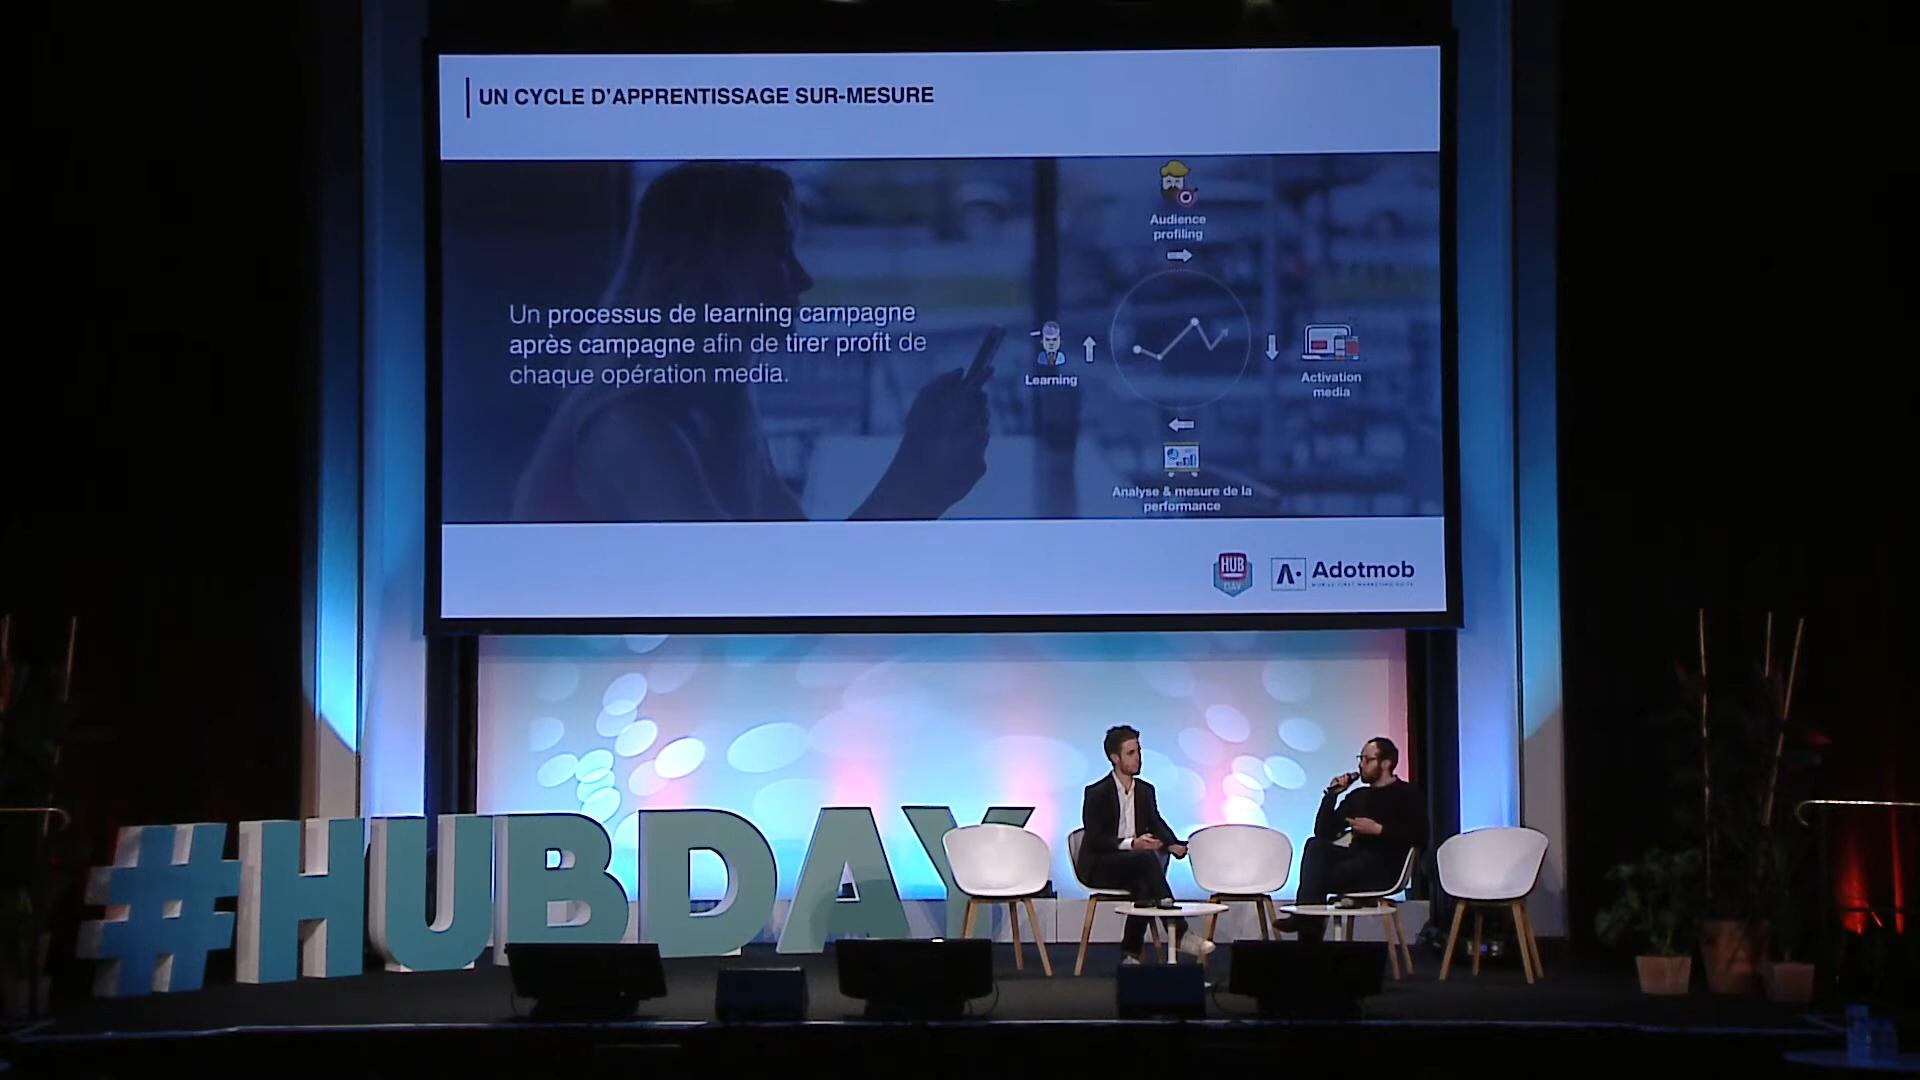 UN CYCLE D'APPRENTISSAGE SUR-MESURE
Un processus de learning campagne
après campagne afin de tirer profit de
chaque opération media.
Audience
profiling
Learning
Activation
media
Analyse & mesure de la
performance
HUB
DAY
Adotmob
#HUBDAY